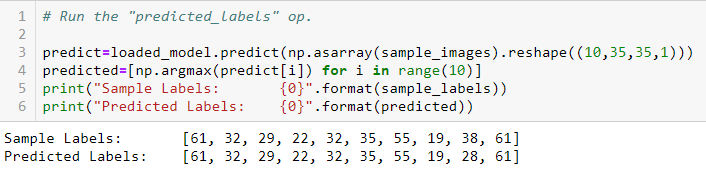 1 # Run the "predicted_labels" op.
2
3 predict=loaded_model.predict(np.asarray(sample_images).reshape((10,35,35,1)))
4 predicted=[np.argmax(predict[i]) for i in range(10)]
5 print("Sample Labels:      {0}".format(sample_labels))
6 print("Predicted Labels:    {0}".format(predicted))
Sample Labels:      [61, 32, 29, 22, 32, 35, 55, 19, 38, 61]
Predicted Labels:    [61, 32, 29, 22, 32, 35, 55, 19, 28, 61]